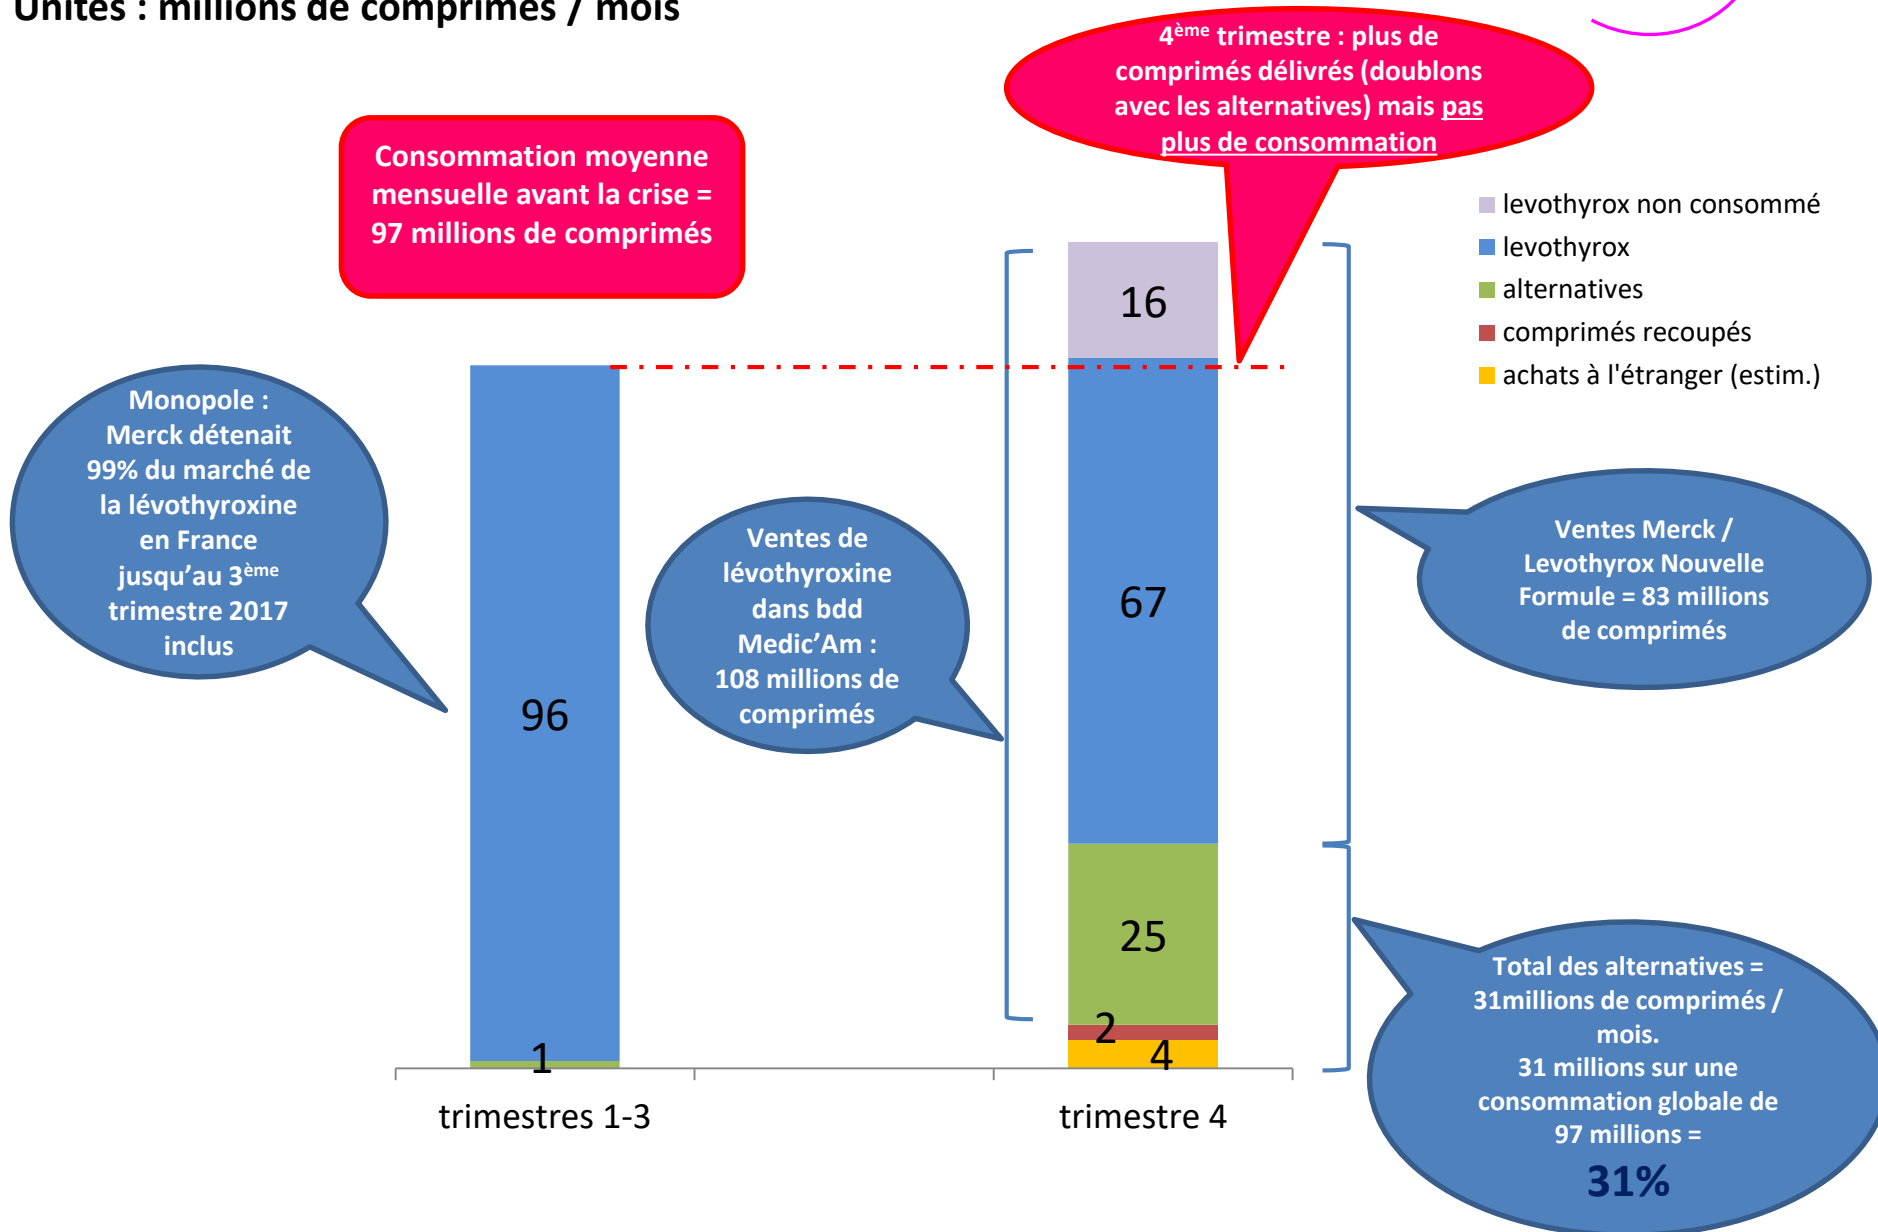 Unités : millions de comprimés / mois
4ème trimestre : plus de
comprimés délivrés (doublons
avec les alternatives) mais pas
plus de consommation
Consommation moyenne
mensuelle avant la crise =
97 millions de comprimés
levothyrox non consommé
levothyrox
alternatives
comprimés recoupés
achats à l'étranger (estim.)
Monopole :
Merck détenait
99% du marché de
la lévothyroxine
en France
jusqu'au 3ème
trimestre 2017
inclus
Ventes de
lévothyroxine
dans bdd
Medic'Am :
108 millions de
comprimés
Ventes Merck /
Levothyrox Nouvelle
Formule = 83 millions
de comprimés
Total des alternatives =
31millions de comprimés /
mois.
31 millions sur une
consommation globale de
97 millions =
31%
96
1
16
67
25
2
4
trimestres 1-3
trimestre 4